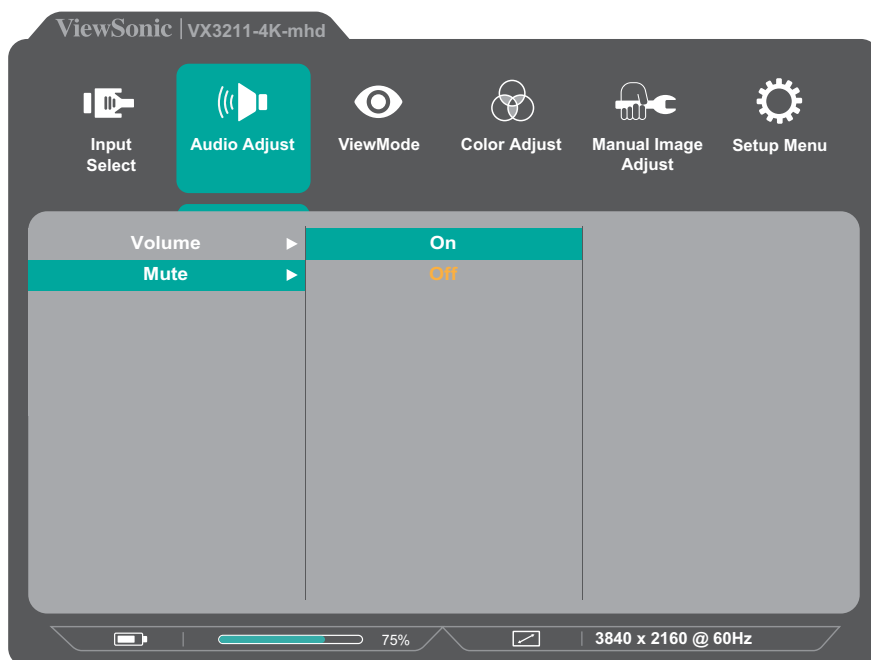 ViewSonic | VX3211-4K-mhd
Input Select
Audio Adjust
ViewMode
Color Adjust
Manual Image Adjust
Setup Menu
Volume
On
Mute
Off
75%
3840 x 2160 @ 60Hz